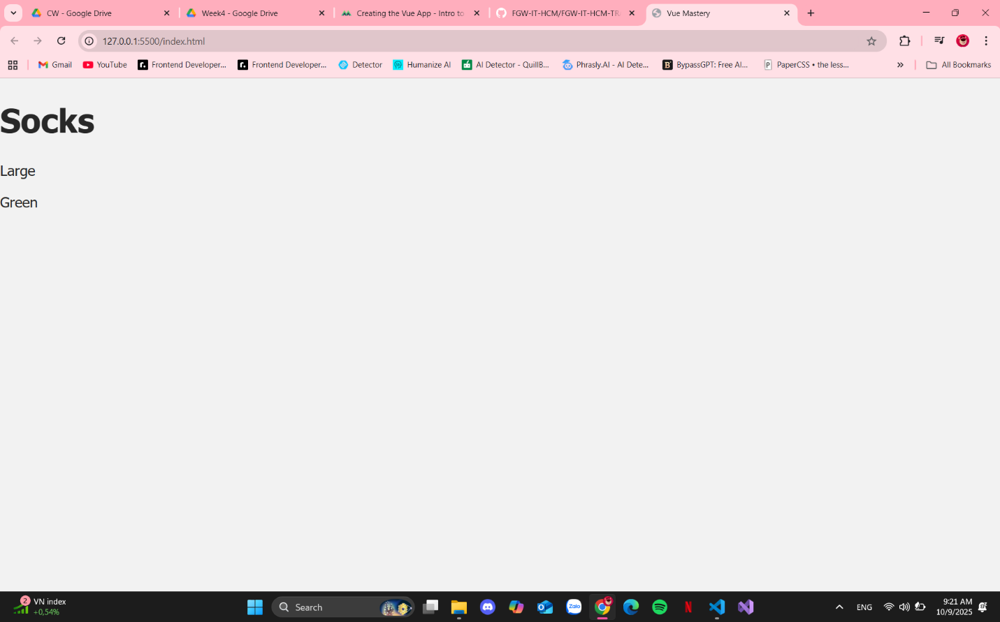 CW - Google Drive
Week4 - Google Drive
Creating the Vue App - Intro to
FGW-IT-HCM/FGW-IT-HCM-TRA
Vue Mastery
127.0.0.1:5500/index.html
Gmail
YouTube
Frontend Developer...
Frontend Developer...
Detector
Humanize AI
AI Detector - QuillB...
Phrasly.AI - AI Dete...
BypassGPT: Free AI...
PaperCSS • the less...
All Bookmarks
Socks
Large
Green
2
VN index
+0,54%
Search
Zalo
ENG
9:21 AM
10/9/2025